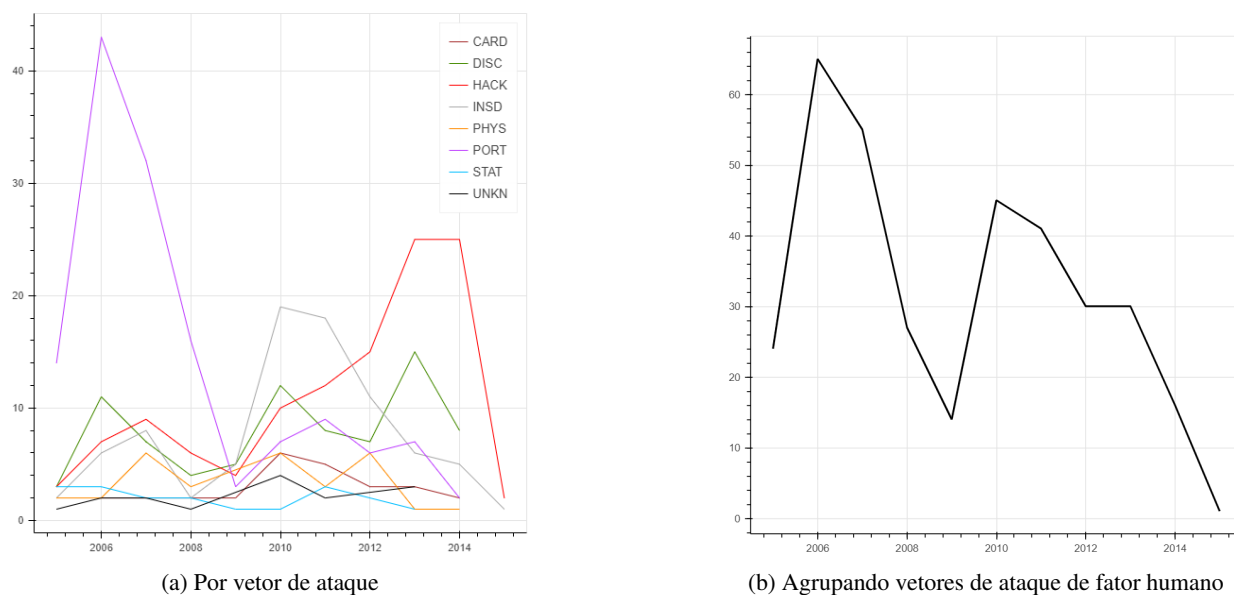 40
30
20
10
0
2006 2008 2010 2012 2014
CARD
DISC
HACK
INSD
PHYS
PORT
STAT
UNKN
(a) Por vetor de ataque
60
50
40
30
20
10
0
2006 2008 2010 2012 2014
(b) Agrupando vetores de ataque de fator humano